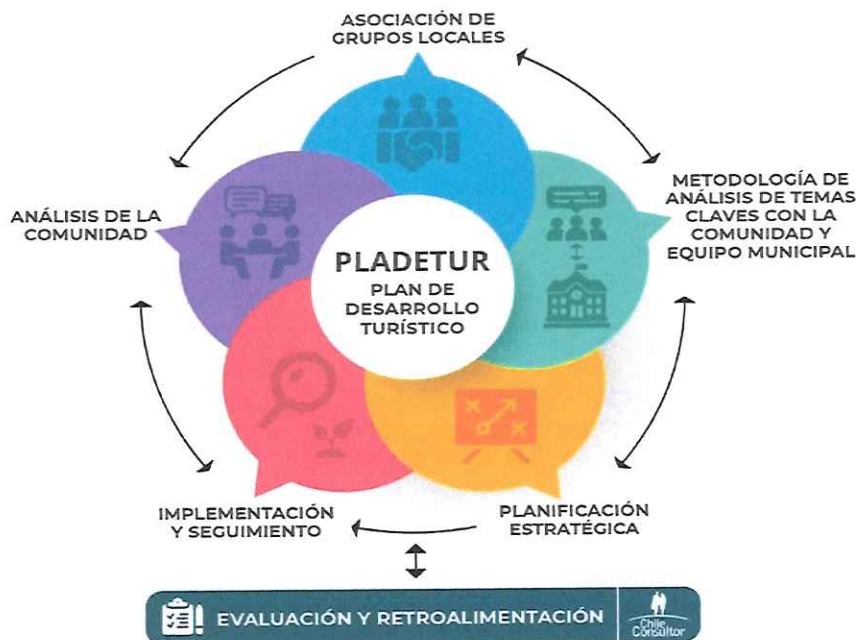 ASOCIACIÓN DE
GRUPOS LOCALES
ANÁLISIS DE LA
COMUNIDAD
METODOLOGÍA DE
ANÁLISIS DE TEMAS
CLAVES CON LA
COMUNIDAD Y
EQUIPO MUNICIPAL
PLADETUR
PLAN DE
DESARROLLO
TURÍSTICO
IMPLEMENTACIÓN
Y SEGUIMIENTO
PLANIFICACIÓN
ESTRATÉGICA
EVALUACIÓN Y RETROALIMENTACIÓN
Chile
Consultor